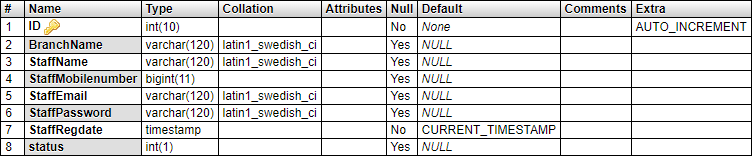 # Name Type Collation Attributes Null Default Comments Extra
1 ID int(10) No None AUTO_INCREMENT
2 BranchName varchar(120) latin1_swedish_ci Yes NULL
3 StaffName varchar(120) latin1_swedish_ci Yes NULL
4 StaffMobilenumber bigint(11) Yes NULL
5 StaffEmail varchar(120) latin1_swedish_ci Yes NULL
6 StaffPassword varchar(120) latin1_swedish_ci Yes NULL
7 StaffRegdate timestamp No CURRENT_TIMESTAMP
8 status int(1) Yes NULL